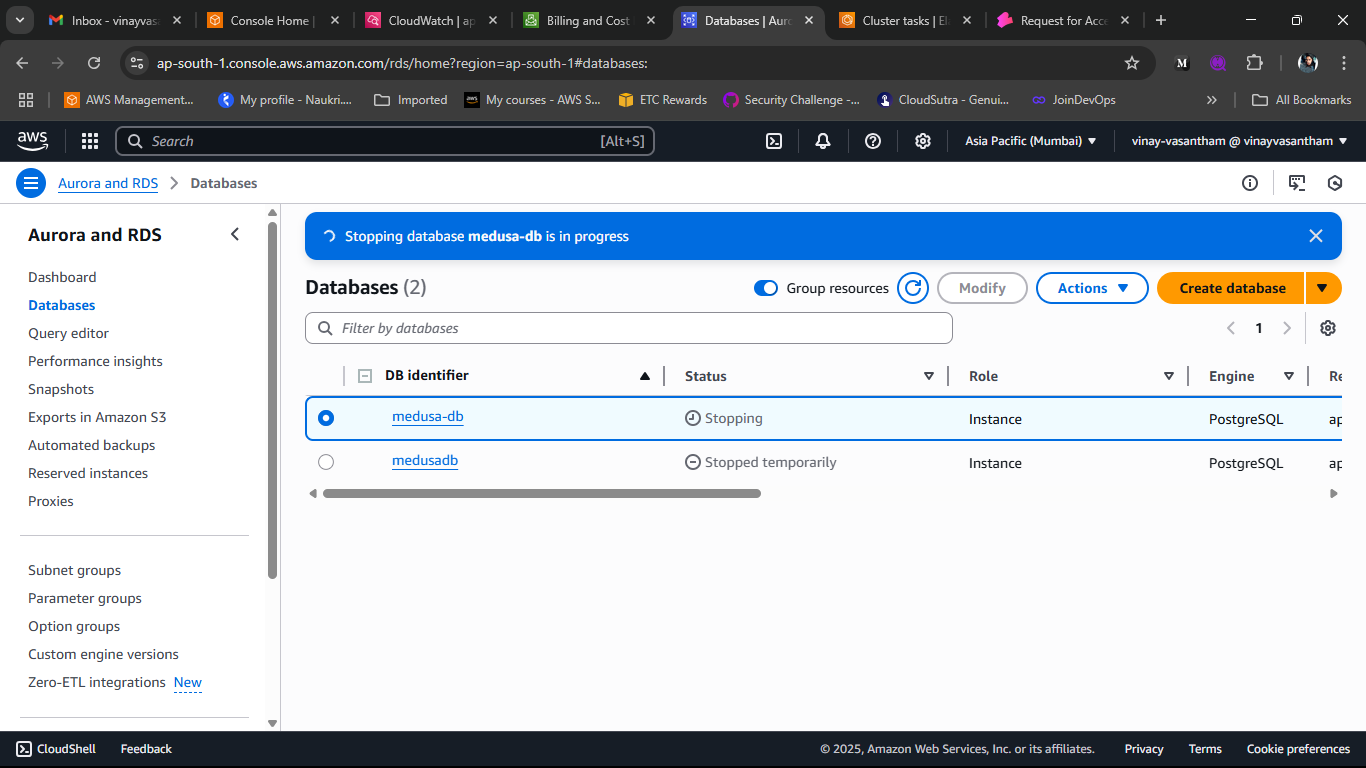 Inbox - vinayvas
Console Home |
CloudWatch | ap
Billing and Cost
Databases | Auro
Cluster tasks | El
Request for Acce
ap-south-1.console.aws.amazon.com/rds/home?region=ap-south-1#databases:
AWS Management...
My profile - Naukri....
Imported
My courses - AWS S...
ETC Rewards
Security Challenge -...
CloudSutra - Genui...
JoinDevOps
All Bookmarks
aws
Search
[Alt+S]
Asia Pacific (Mumbai)
vinay-vasantham @ vinayvasantham
Aurora and RDS
Databases
Aurora and RDS
Dashboard
Databases
Query editor
Performance insights
Snapshots
Exports in Amazon S3
Automated backups
Reserved instances
Proxies
Subnet groups
Parameter groups
Option groups
Custom engine versions
Zero-ETL integrations New
Stopping database medusa-db is in progress
Databases (2)
Group resources
Modify
Actions
Create database
Filter by databases
1
DB identifier
Status
Role
Engine
Re
medusa-db
Stopping
Instance
PostgreSQL
ap
medusadb
Stopped temporarily
Instance
PostgreSQL
ap
CloudShell
Feedback
© 2025, Amazon Web Services, Inc. or its affiliates.
Privacy
Terms
Cookie preferences